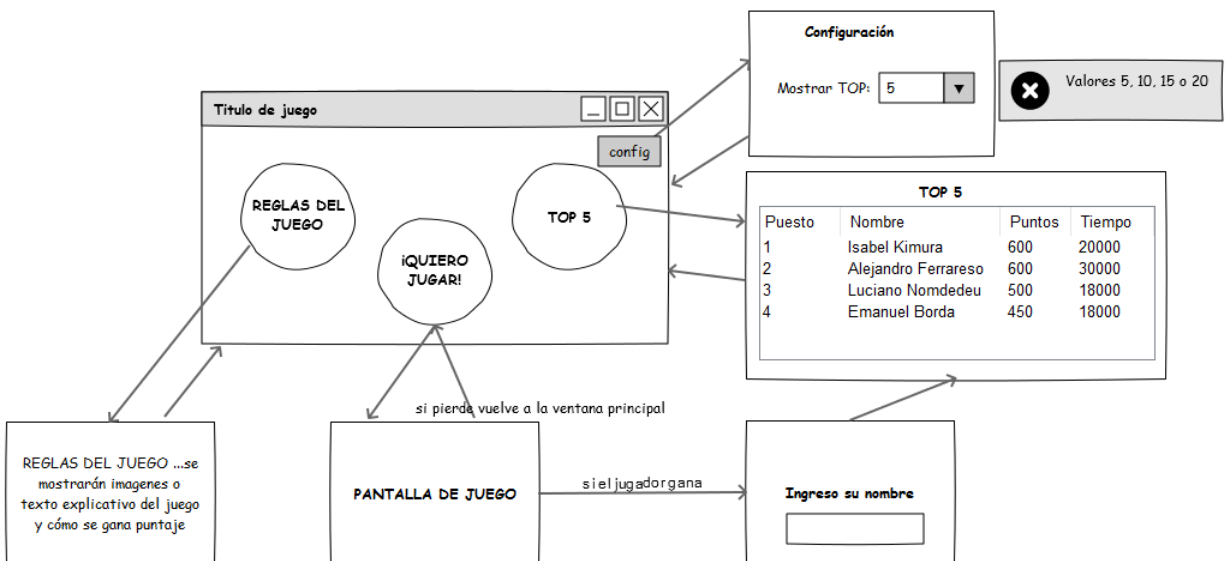 Configuración
Mostrar TOP: 5
Valores 5, 10, 15 o 20
Titulo de juego
config
REGLAS DEL
JUEGO
¡QUIERO
JUGAR!
TOP 5
TOP 5
Puesto Nombre Puntos Tiempo
1 Isabel Kimura 600 20000
2 Alejandro Ferrareso 600 30000
3 Luciano Nomdedeu 500 18000
4 Emanuel Borda 450 18000
si pierde vuelve a la ventana principal
REGLAS DEL JUEGO ...se
mostrarán imagenes o
texto explicativo del juego
y cómo se gana puntaje
PANTALLA DE JUEGO
sieljugadorgana
Ingreso su nombre